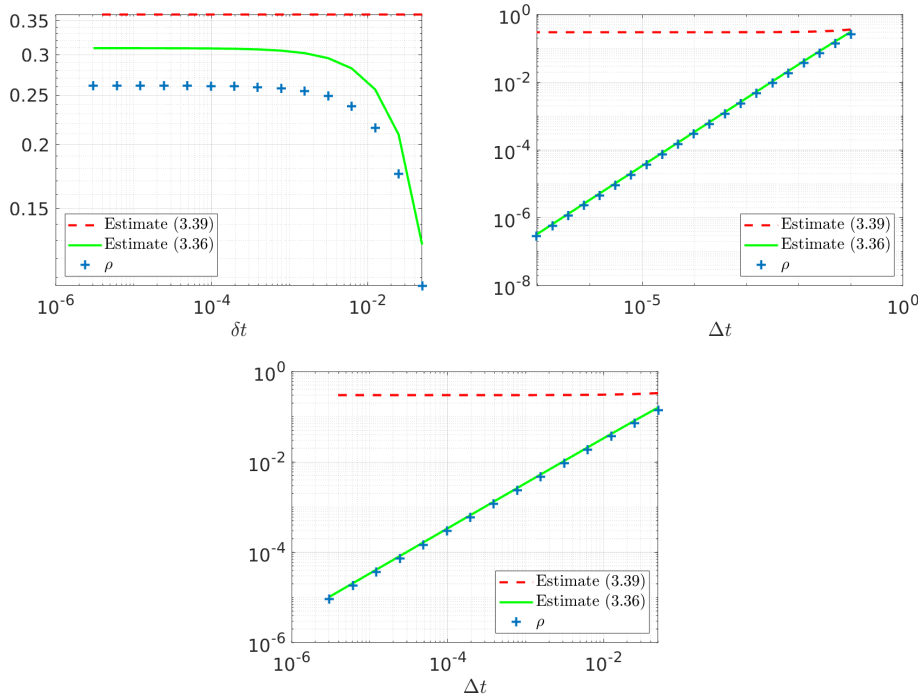 0.35
0.3
0.25
0.2
0.15
Estimate (3.39)
Estimate (3.36)
ρ
10^-6
10^-4
10^-2
δt
10^0
10^-2
10^-4
10^-6
10^-8
Estimate (3.39)
Estimate (3.36)
ρ
10^-5
10^0
Δt
10^0
10^-2
10^-4
10^-6
Estimate (3.39)
Estimate (3.36)
ρ
10^-6
10^-4
10^-2
Δt